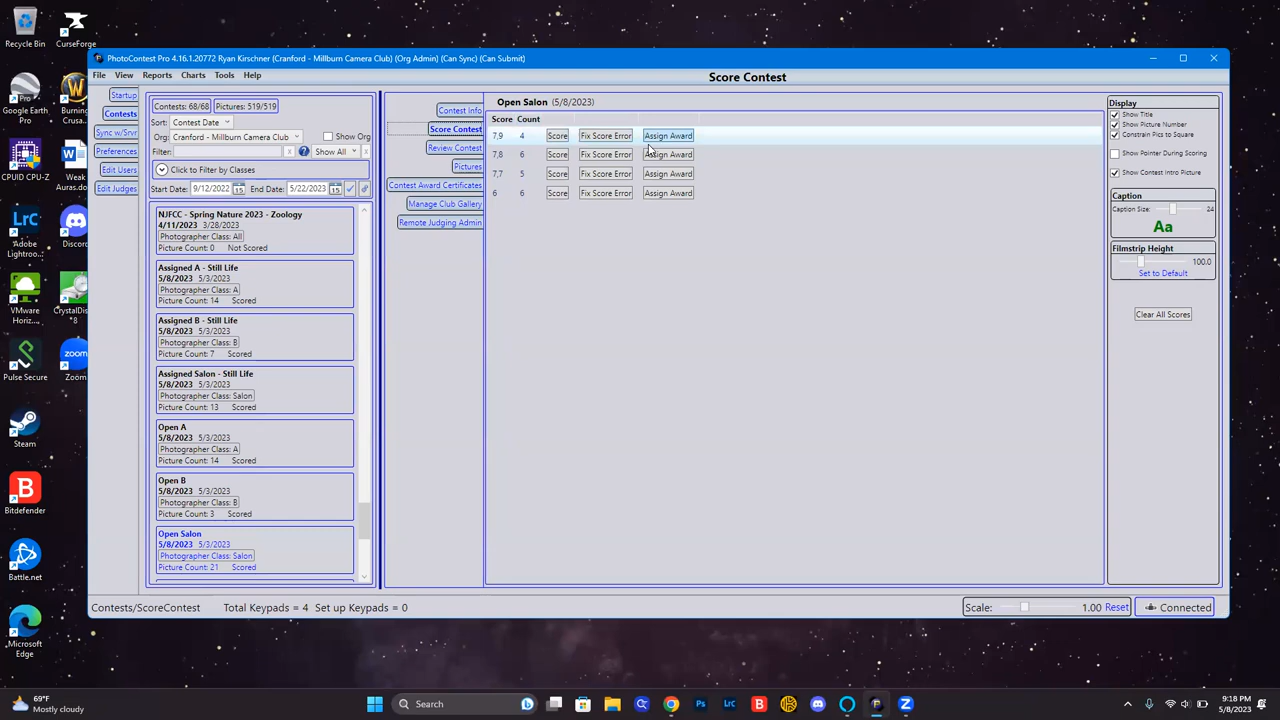 Recycle Bin
CurseForge
Google Earth Pro
Burning Crusa...
CPUID CPU-Z
Weak Auras.do...
Adobe Lightroo...
Discord
VMware Horiz...
CrystalDis... *8
Pulse Secure
Zoom
Steam
Bitdefender
Battle.net
Microsoft Edge
PhotoContest Pro 4.16.1.20772 Ryan Kirschner (Cranford - Millburn Camera Club) (Org Admin) (Can Sync) (Can Submit)
File View Reports Charts Tools Help
Score Contest
Startup
Contests
Sync w/Srvr
Preferences
Edit Users
Edit Judges
Contests: 68/68 Pictures: 519/519
Sort: Contest Date
Org: Cranford - Millburn Camera Club Show Org
Filter: x Show All x
Click to Filter by Classes
Start Date: 9/12/2022 15 End Date: 5/22/2023 15
NJFCC - Spring Nature 2023 - Zoology
4/11/2023 3/28/2023
Photographer Class: All
Picture Count: 0 Not Scored
Assigned A - Still Life
5/8/2023 5/3/2023
Photographer Class: A
Picture Count: 14 Scored
Assigned B - Still Life
5/8/2023 5/3/2023
Photographer Class: B
Picture Count: 7 Scored
Assigned Salon - Still Life
5/8/2023 5/3/2023
Photographer Class: Salon
Picture Count: 13 Scored
Open A
5/8/2023 5/3/2023
Photographer Class: A
Picture Count: 14 Scored
Open B
5/8/2023 5/3/2023
Photographer Class: B
Picture Count: 3 Scored
Open Salon
5/8/2023 5/3/2023
Photographer Class: Salon
Picture Count: 21 Scored
Contest Info
Score Contest
Review Contest
Pictures
Contest Award Certificates
Manage Club Gallery
Remote Judging Admin
Open Salon (5/8/2023)
Score Count
7,9 4 Score Fix Score Error Assign Award
7,8 6 Score Fix Score Error Assign Award
7,7 5 Score Fix Score Error Assign Award
6 6 Score Fix Score Error Assign Award
Display
Show Title
Show Picture Number
Constrain Pics to Square
Show Pointer During Scoring
Show Contest Intro Picture
Caption
Caption Size: 24
Aa
Filmstrip Height
100.0
Set to Default
Clear All Scores
Contests/ScoreContest Total Keypads = 4 Set up Keypads = 0
Scale: 1.00 Reset Connected
69°F
Mostly cloudy
Search
9:18 PM
5/8/2023